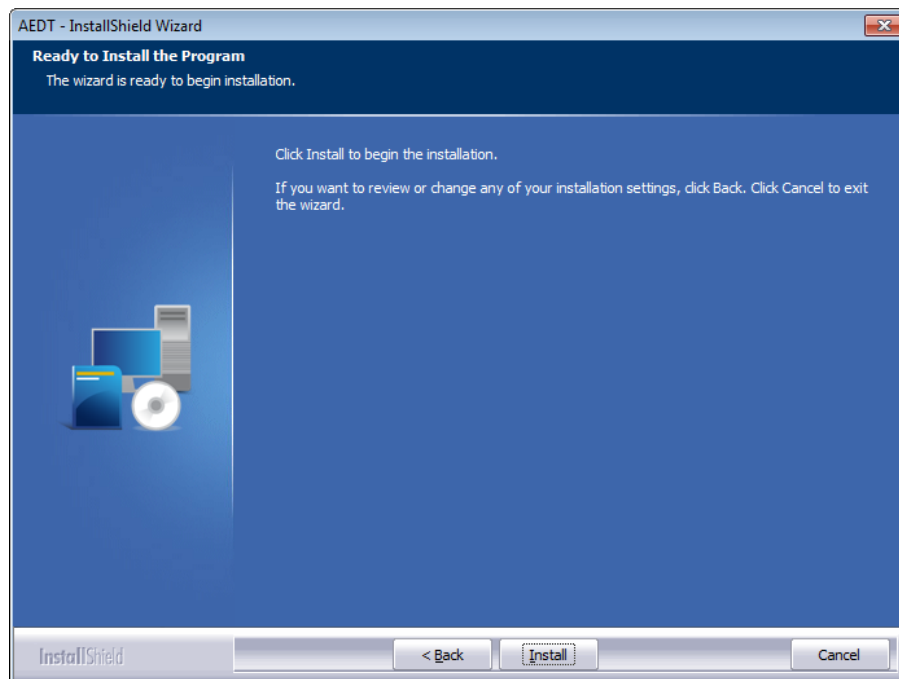 AEDT - InstallShield Wizard
Ready to Install the Program
The wizard is ready to begin installation.
Click Install to begin the installation.
If you want to review or change any of your installation settings, click Back. Click Cancel to exit
the wizard.
InstallShield
< Back
Install
Cancel